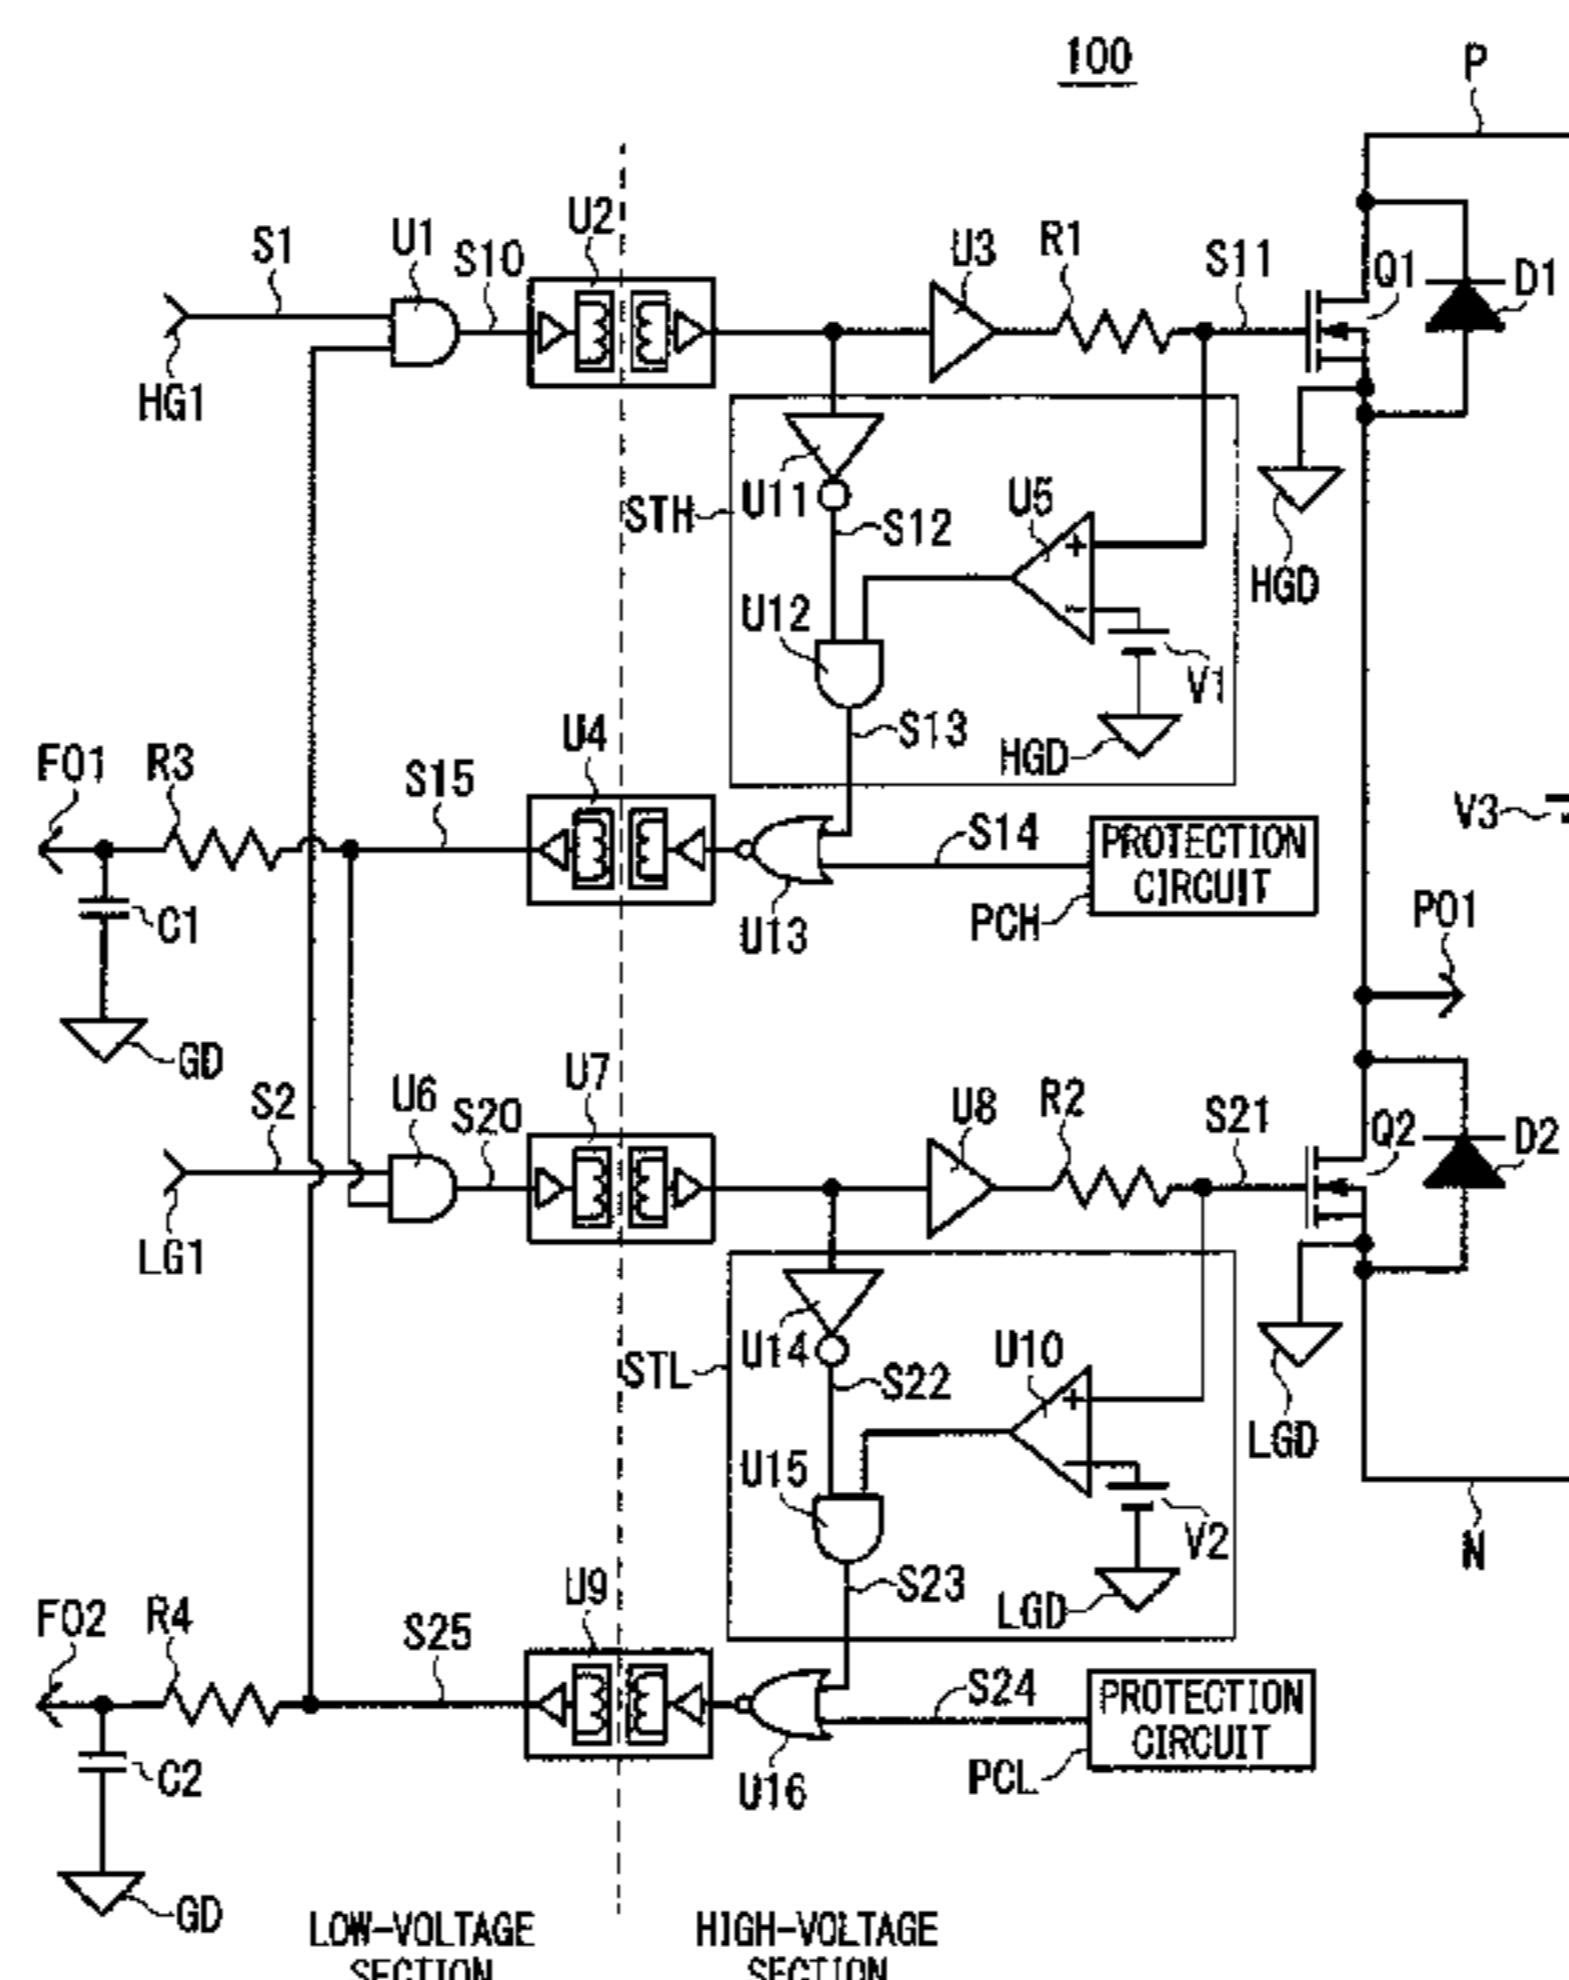 100
P
S1
U1
S10
U2
U3
R1
S11
Q1
D1
HG1
STH
U11
S12
U5
HGD
U12
V1
S13
HGD
FO1
R3
S15
U4
S14
PROTECTION
CIRCUIT
V3
C1
U13
PCH
PO1
GD
S2
U6
S20
U7
U8
R2
S21
Q2
D2
LG1
STL
U14
S22
U10
LGD
U15
V2
S23
LGD
N
FO2
R4
S25
U9
S24
PROTECTION
CIRCUIT
C2
U16
PCL
GD
LOW-VOLTAGE
SECTION
HIGH-VOLTAGE
SECTION